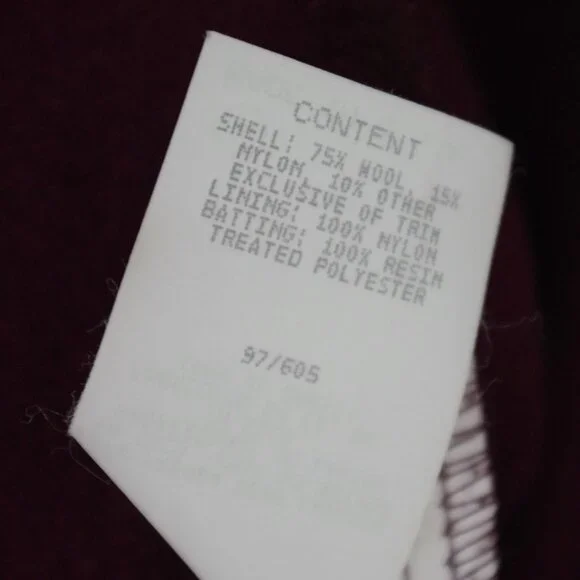 CONTENT
SHELL: 75% WOOL, 15%
NYLON, 10% OTHER
EXCLUSIVE OF TRIM
LINING: 100% NYLON
BATTING: 100% RESIN
TREATED POLYESTER
97/605